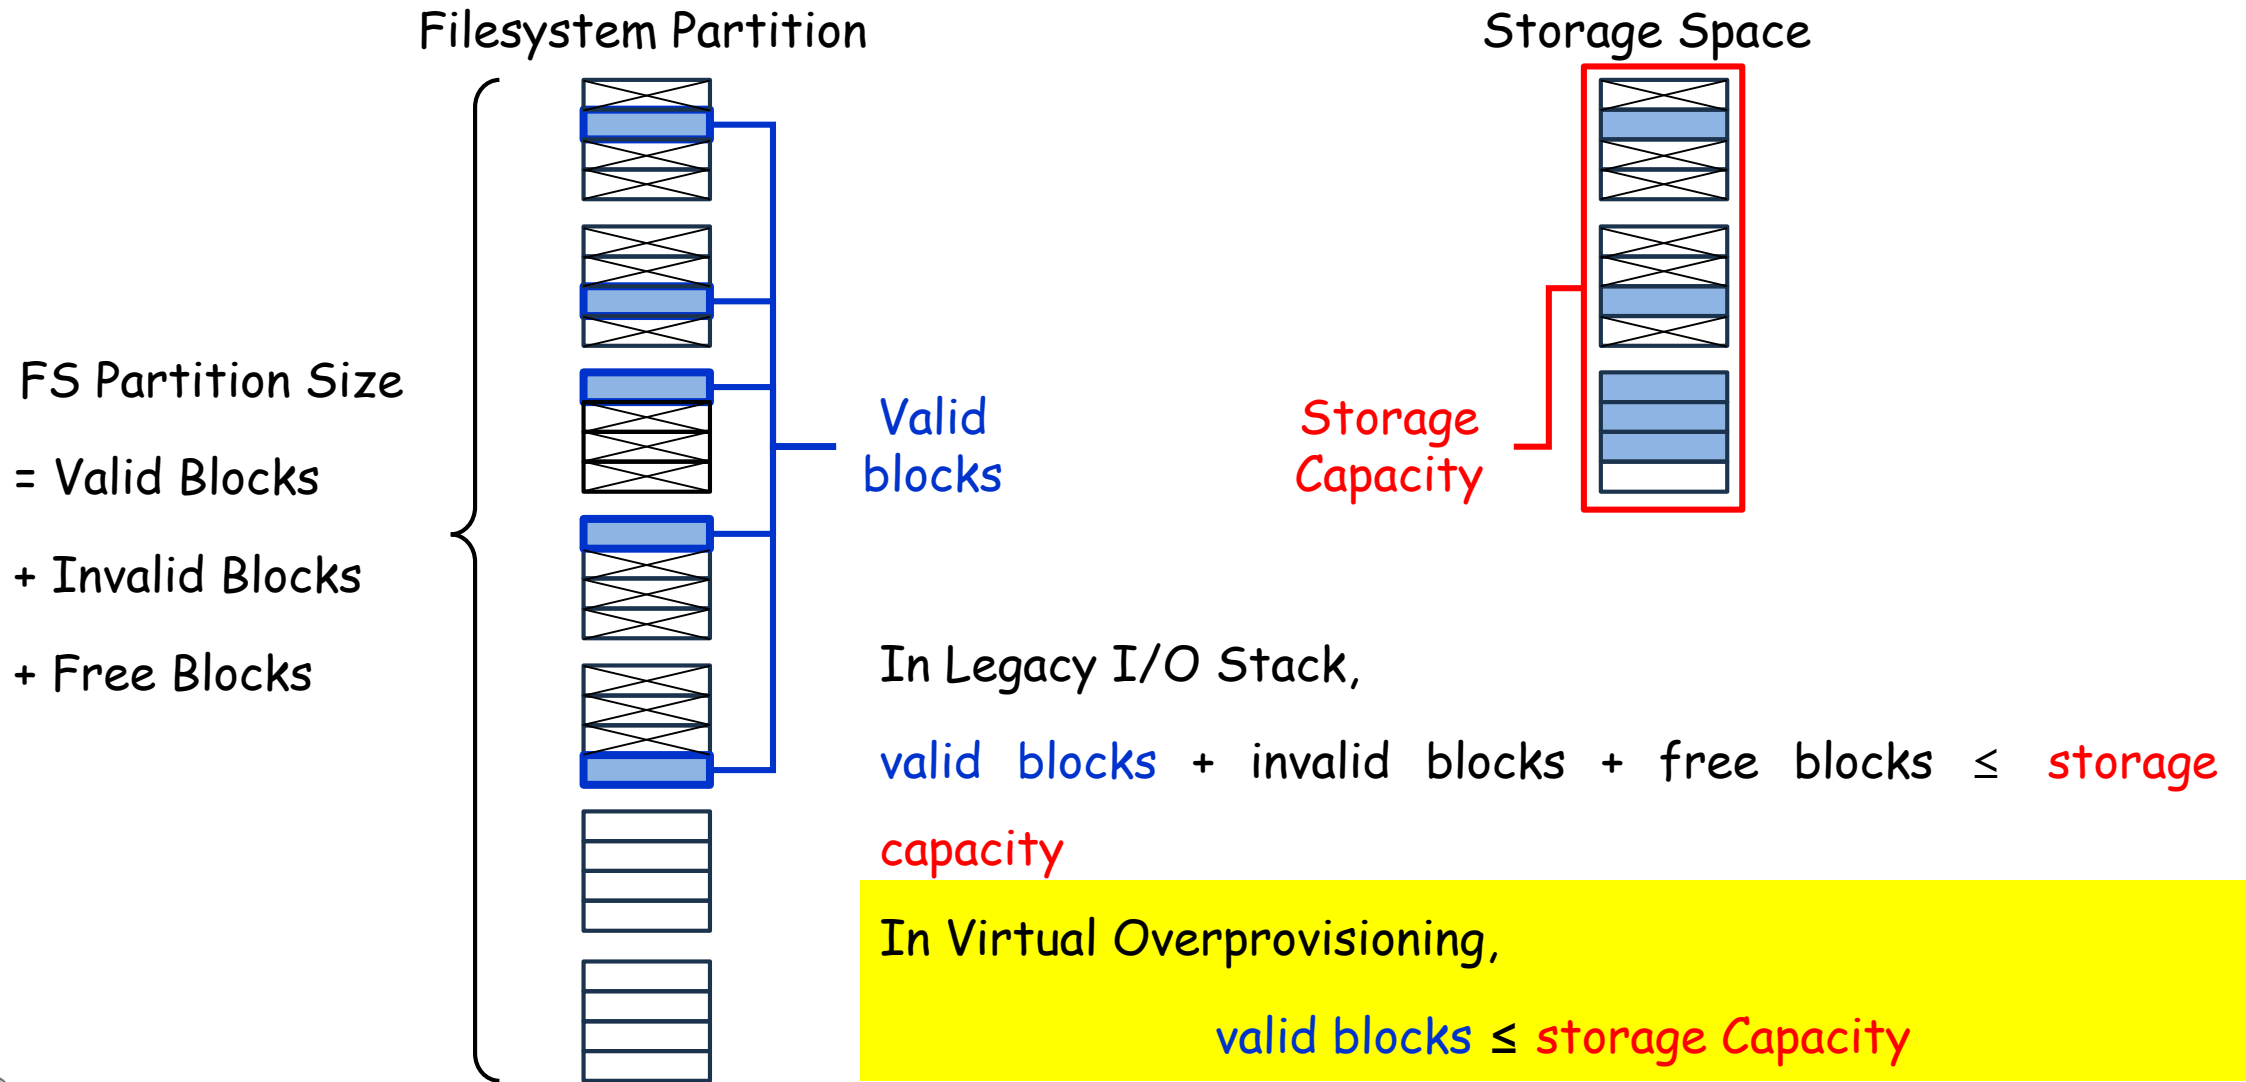 Filesystem Partition
Storage Space
FS Partition Size
= Valid Blocks
+ Invalid Blocks
+ Free Blocks
Valid
blocks
Storage
Capacity
In Legacy I/O Stack,
valid blocks + invalid blocks + free blocks ≤ storage
capacity
In Virtual Overprovisioning,
valid blocks ≤ storage Capacity